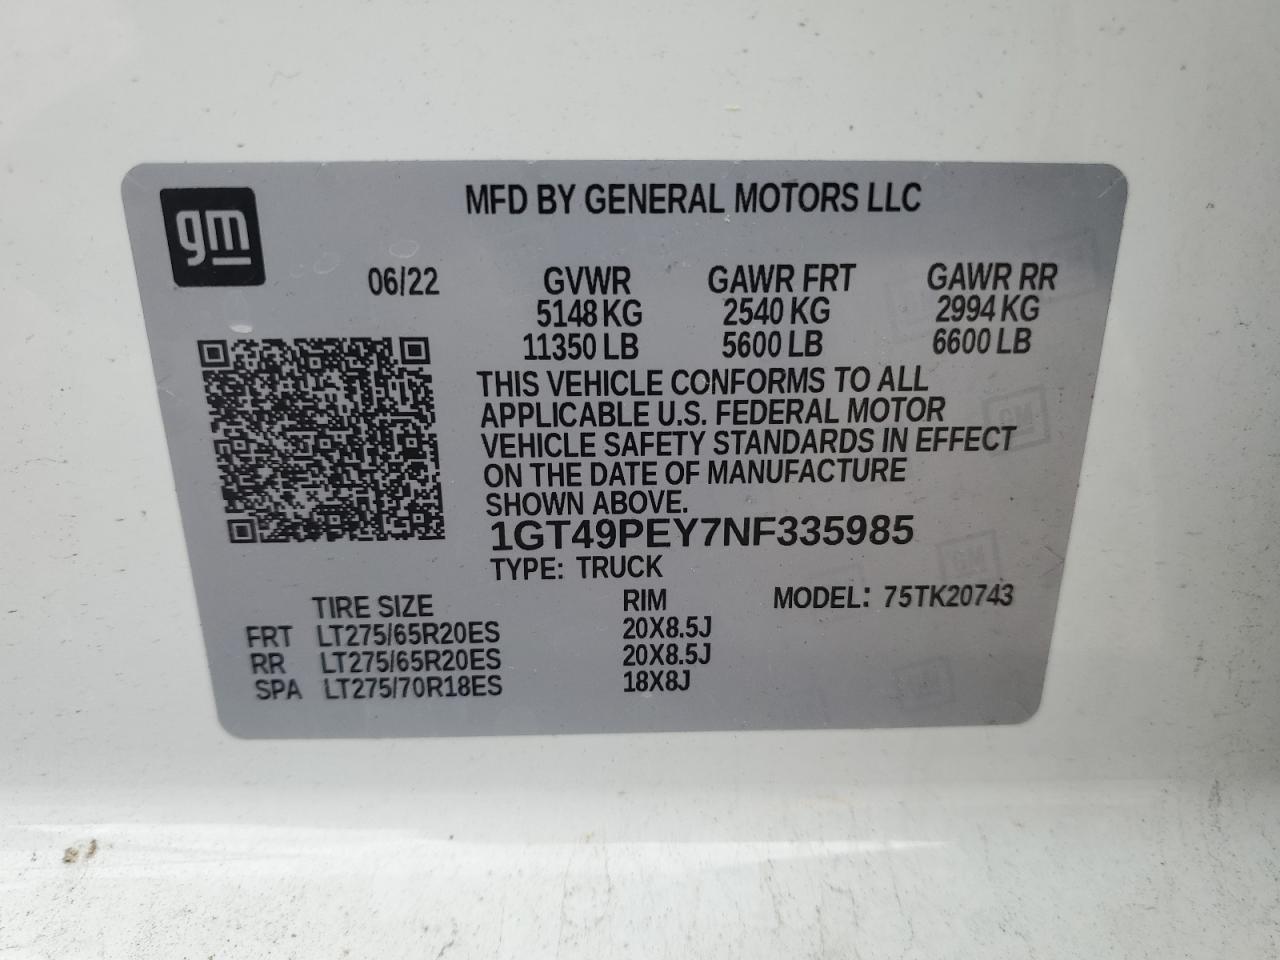 gm
MFD BY GENERAL MOTORS LLC
06/22 GVWR GAWR FRT GAWR RR
5148 KG 2540 KG 2994 KG
11350 LB 5600 LB 6600 LB
THIS VEHICLE CONFORMS TO ALL
APPLICABLE U.S. FEDERAL MOTOR
VEHICLE SAFETY STANDARDS IN EFFECT
ON THE DATE OF MANUFACTURE
SHOWN ABOVE.
1GT49PEY7NF335985
TYPE: TRUCK
TIRE SIZE RIM MODEL: 75TK20743
FRT LT275/65R20ES 20X8.5J
RR LT275/65R20ES 20X8.5J
SPA LT275/70R18ES 18X8J